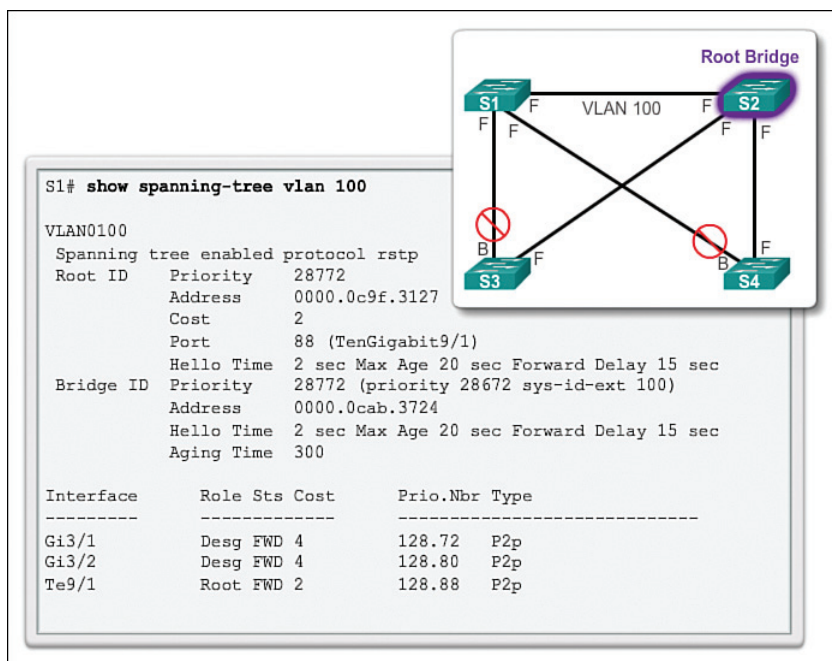 Root Bridge
S1 F VLAN 100 F S2
F F F F
B F B F
S3 S4
S1# show spanning-tree vlan 100
VLAN0100
Spanning tree enabled protocol rstp
Root ID Priority 28772
Address 0000.0c9f.3127
Cost 2
Port 88 (TenGigabit9/1)
Hello Time 2 sec Max Age 20 sec Forward Delay 15 sec
Bridge ID Priority 28772 (priority 28672 sys-id-ext 100)
Address 0000.0cab.3724
Hello Time 2 sec Max Age 20 sec Forward Delay 15 sec
Aging Time 300
Interface Role Sts Cost Prio.Nbr Type
--------- ------------- ------------------------------
Gi3/1 Desg FWD 4 128.72 P2p
Gi3/2 Desg FWD 4 128.80 P2p
Te9/1 Root FWD 2 128.88 P2p